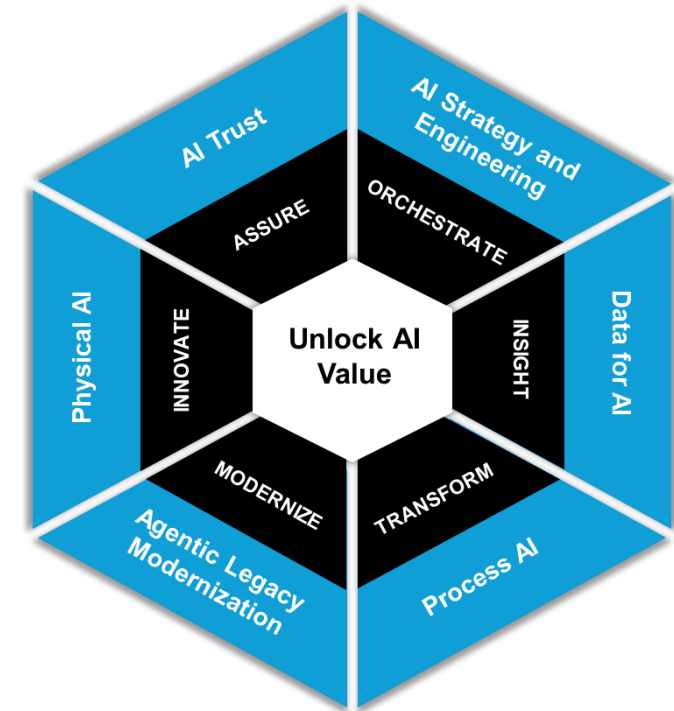 AI Strategy and
Engineering
ORCHESTRATE
Data for AI
INSIGHT
Process AI
TRANSFORM
Agentic Legacy
Modernization
MODERNIZE
Physical AI
INNOVATE
AI Trust
ASSURE
Unlock AI
Value